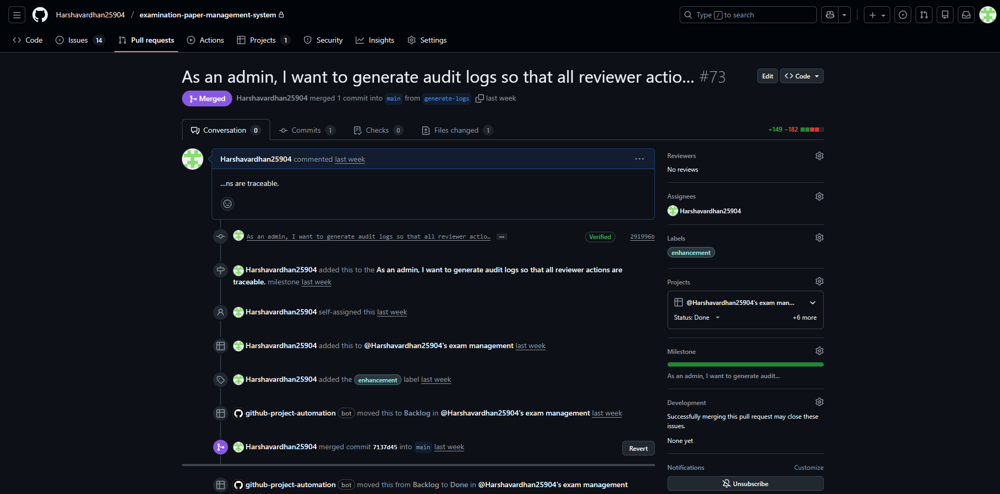 Harshavardhan25904 / examination-paper-management-system
Type / to search
Code Issues 14 Pull requests Actions Projects 1 Security Insights Settings
As an admin, I want to generate audit logs so that all reviewer actio... #73
Edit
Code
Merged Harshavardhan25904 merged 1 commit into main from generate-logs last week
Conversation 0 Commits 1 Checks 0 Files changed 1
+149 −182
Harshavardhan25904 commented last week
...ns are traceable.
As an admin, I want to generate audit logs so that all reviewer actio… ... Verified 291996b
Harshavardhan25904 added this to the As an admin, I want to generate audit logs so that all reviewer actions are
traceable. milestone last week
Harshavardhan25904 self-assigned this last week
Harshavardhan25904 added this to @Harshavardhan25904's exam management last week
Harshavardhan25904 added the enhancement label last week
github-project-automation bot moved this to Backlog in @Harshavardhan25904's exam management last week
Harshavardhan25904 merged commit 7137d45 into main last week
Revert
github-project-automation bot moved this from Backlog to Done in @Harshavardhan25904's exam management
Reviewers
No reviews
Assignees
Harshavardhan25904
Labels
enhancement
Projects
@Harshavardhan25904's exam man...
Status: Done +6 more
Milestone
As an admin, I want to generate audit...
Development
Successfully merging this pull request may close these
issues.
None yet
Notifications Customize
Unsubscribe